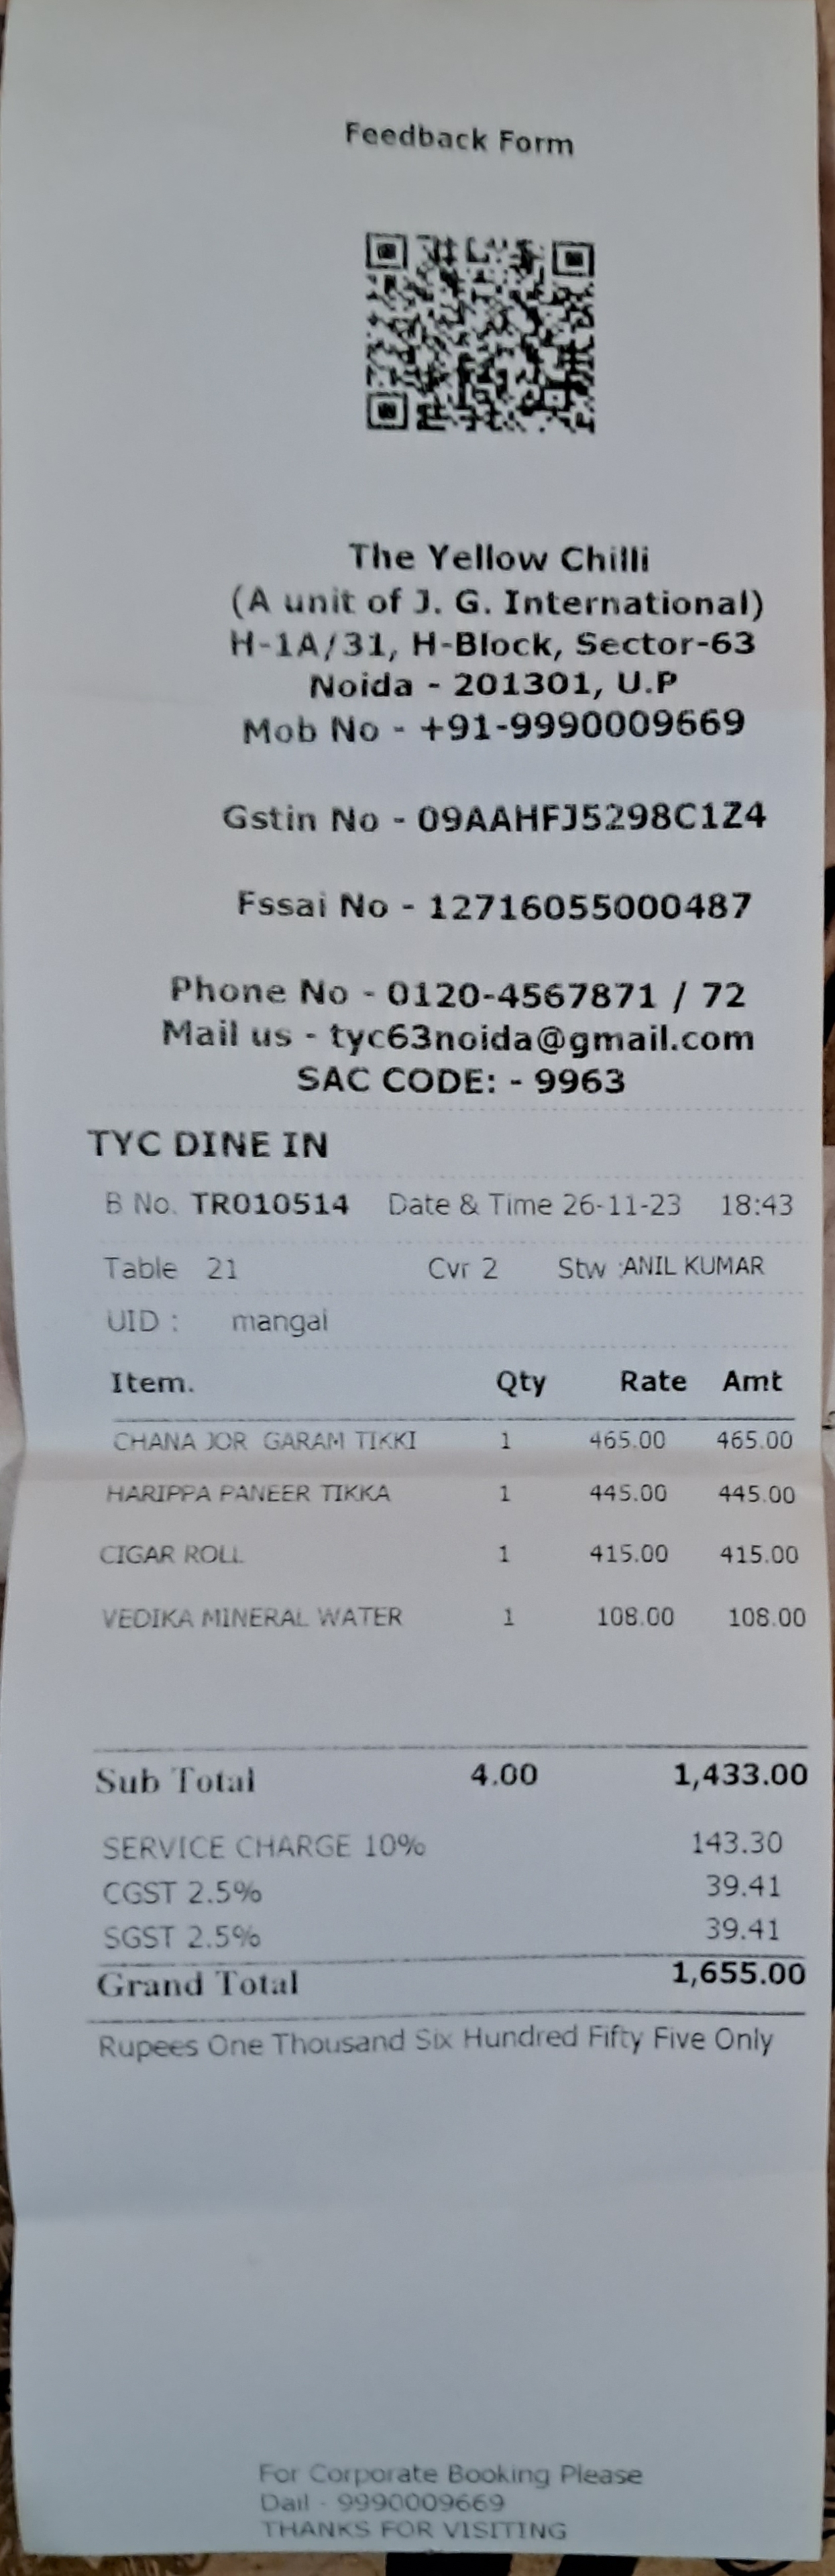 Feedback Form
The Yellow Chilli
(A unit of J. G. International)
H-1A/31, H-Block, Sector-63
Noida - 201301, U.P
Mob No - +91-9990009669
Gstin No - 09AAHFJ5298C1Z4
Fssai No - 12716055000487
Phone No - 0120-4567871 / 72
Mail us - tyc63noida@gmail.com
SAC CODE: - 9963
TYC DINE IN
B No. TR010514 Date & Time 26-11-23 18:43
Table 21 Cvr 2 Stw :ANIL KUMAR
UID : mangal
Item. Qty Rate Amt
CHANA JOR GARAM TIKKI 1 465.00 465.00
HARIPPA PANEER TIKKA 1 445.00 445.00
CIGAR ROLL 1 415.00 415.00
VEDIKA MINERAL WATER 1 108.00 108.00
Sub Total 4.00 1,433.00
SERVICE CHARGE 10% 143.30
CGST 2.5% 39.41
SGST 2.5% 39.41
Grand Total 1,655.00
Rupees One Thousand Six Hundred Fifty Five Only
For Corporate Booking Please
Dail - 9990009669
THANKS FOR VISITING